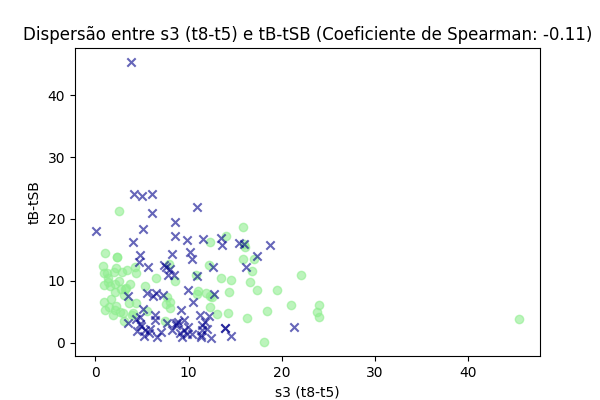 Dispersão entre s3 (t8-t5) e tB-tSB (Coeficiente de Spearman: -0.11)
tB-tSB
40
30
20
10
0
0 10 20 30 40
s3 (t8-t5)